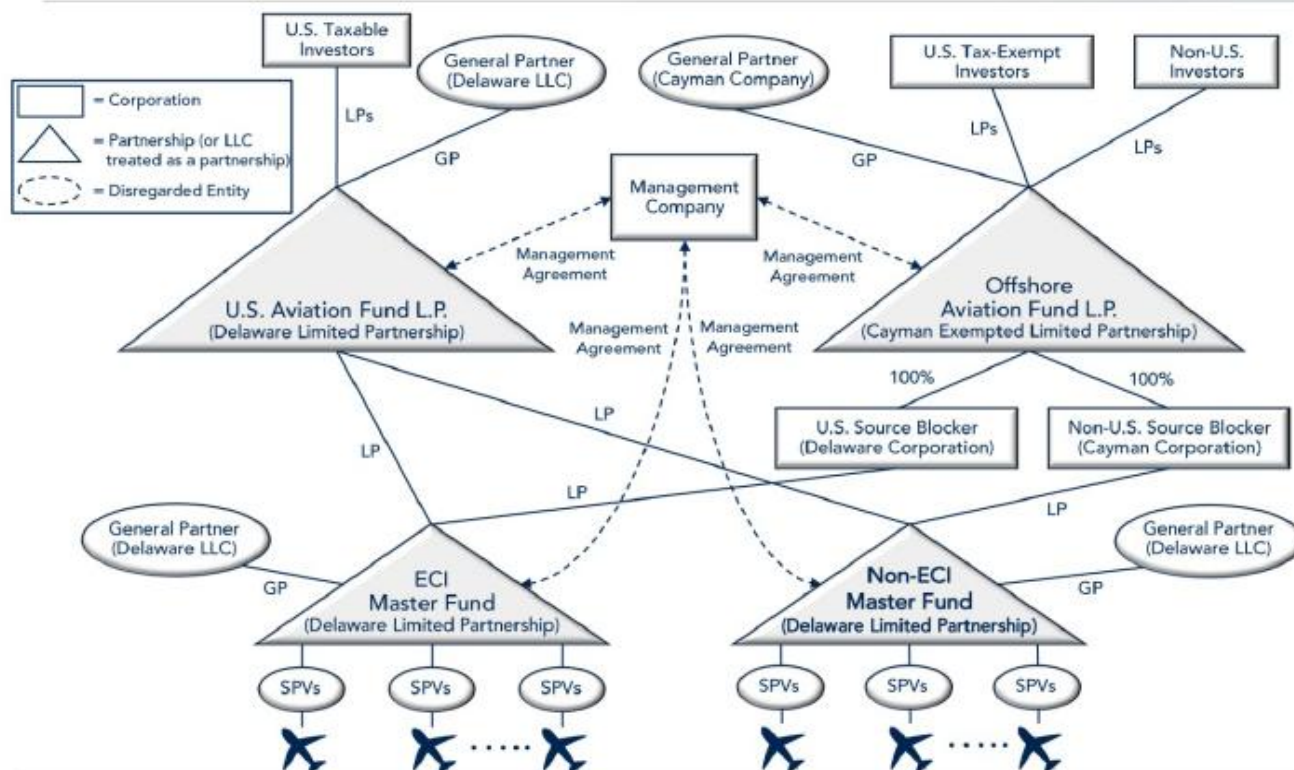 U.S. Taxable
Investors
General Partner
(Delaware LLC)
General Partner
(Cayman Company)
U.S. Tax-Exempt
Investors
Non-U.S.
Investors
= Corporation
= Partnership (or LLC
treated as a partnership)
= Disregarded Entity
LPs
GP
GP
LPs
LPs
Management
Company
Management
Agreement
Management
Agreement
U.S. Aviation Fund L.P.
(Delaware Limited Partnership)
Offshore
Aviation Fund L.P.
(Cayman Exempted Limited Partnership)
Management
Agreement
Management
Agreement
100%
100%
LP
LP
U.S. Source Blocker
(Delaware Corporation)
Non-U.S. Source Blocker
(Cayman Corporation)
LP
LP
General Partner
(Delaware LLC)
General Partner
(Delaware LLC)
GP
GP
ECI
Master Fund
(Delaware Limited Partnership)
Non-ECI
Master Fund
(Delaware Limited Partnership)
SPVs
SPVs
SPVs
SPVs
SPVs
SPVs